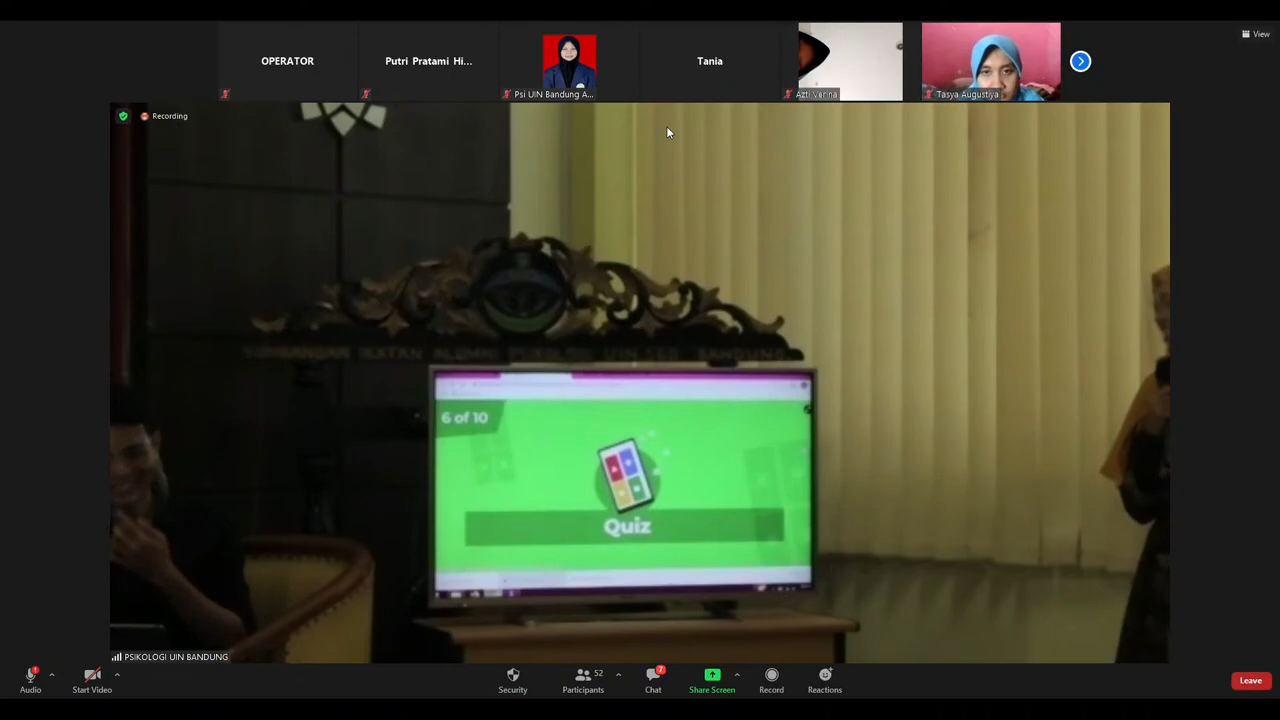 OPERATOR
Putri Pratami Hi...
Psi UIN Bandung A...
Tania
Azti Verina
Tasya Augustiya
View
Recording
6 of 10
Quiz
PSIKOLOGI UIN BANDUNG
Audio
Start Video
Security
52
Participants
7
Chat
Share Screen
Record
Reactions
Leave